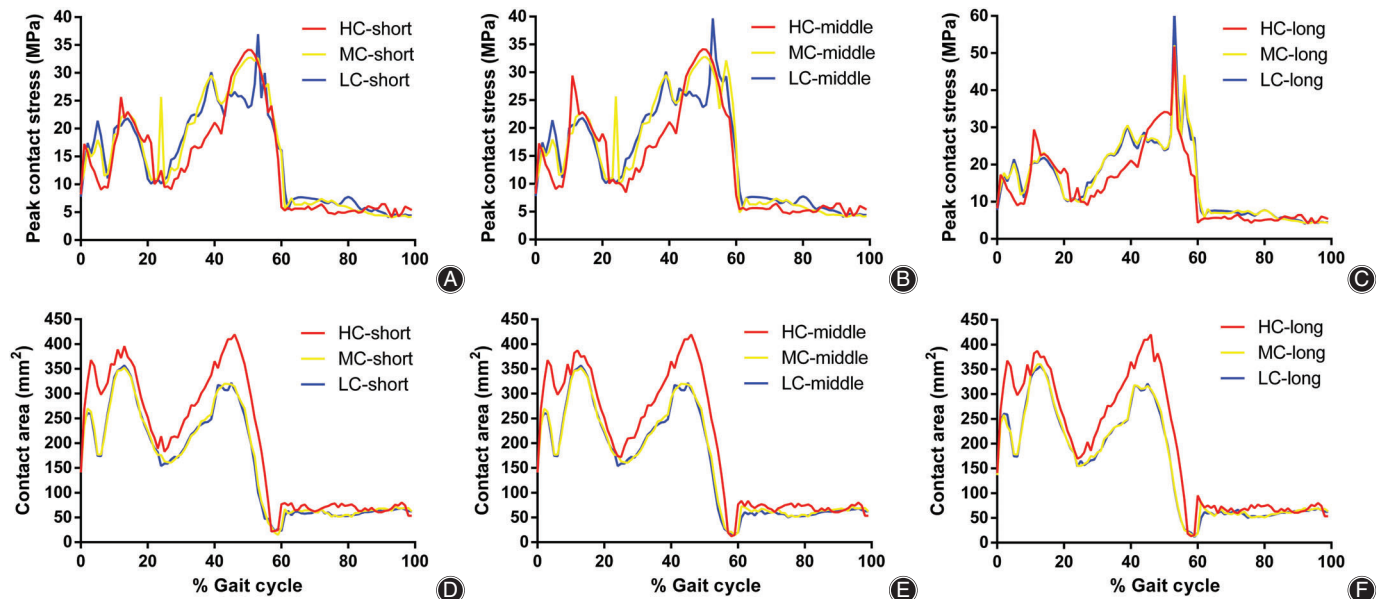 Peak contact stress (MPa)
40
35
30
25
20
15
10
5
0
0 20 40 60 80 100
HC-short
MC-short
LC-short
A
Peak contact stress (MPa)
40
35
30
25
20
15
10
5
0
0 20 40 60 80 100
HC-middle
MC-middle
LC-middle
B
Peak contact stress (MPa)
60
50
40
30
20
10
0
0 20 40 60 80 100
HC-long
MC-long
LC-long
C
Contact area (mm²)
450
400
350
300
250
200
150
100
50
0
0 20 40 60 80 100
% Gait cycle
HC-short
MC-short
LC-short
D
Contact area (mm²)
450
400
350
300
250
200
150
100
50
0
0 20 40 60 80 100
% Gait cycle
HC-middle
MC-middle
LC-middle
E
Contact area (mm²)
450
400
350
300
250
200
150
100
50
0
0 20 40 60 80 100
% Gait cycle
HC-long
MC-long
LC-long
F